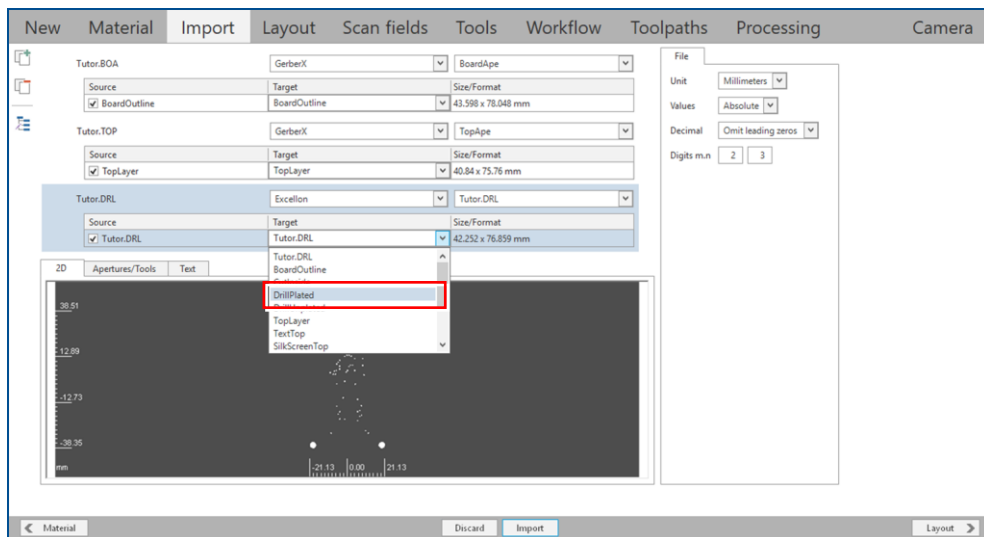 New Material Import Layout Scan fields Tools Workflow Toolpaths Processing Camera
Tutor.BOA GerberX BoardApe
Source Target Size/Format
BoardOutline BoardOutline 43.598 x 78.048 mm
Tutor.TOP GerberX TopApe
Source Target Size/Format
TopLayer TopLayer 40.84 x 75.76 mm
Tutor.DRL Excellon Tutor.DRL
Source Target Size/Format
Tutor.DRL Tutor.DRL 42.252 x 76.859 mm
Tutor.DRL
BoardOutline
DrillPlated
TopLayer
TextTop
SilkScreenTop
File
Unit Millimeters
Values Absolute
Decimal Omit leading zeros
Digits m.n 2 3
2D Apertures/Tools Text
38.51
12.89
-12.73
-38.35
mm
-21.13 0.00 21.13
Material Discard Import Layout